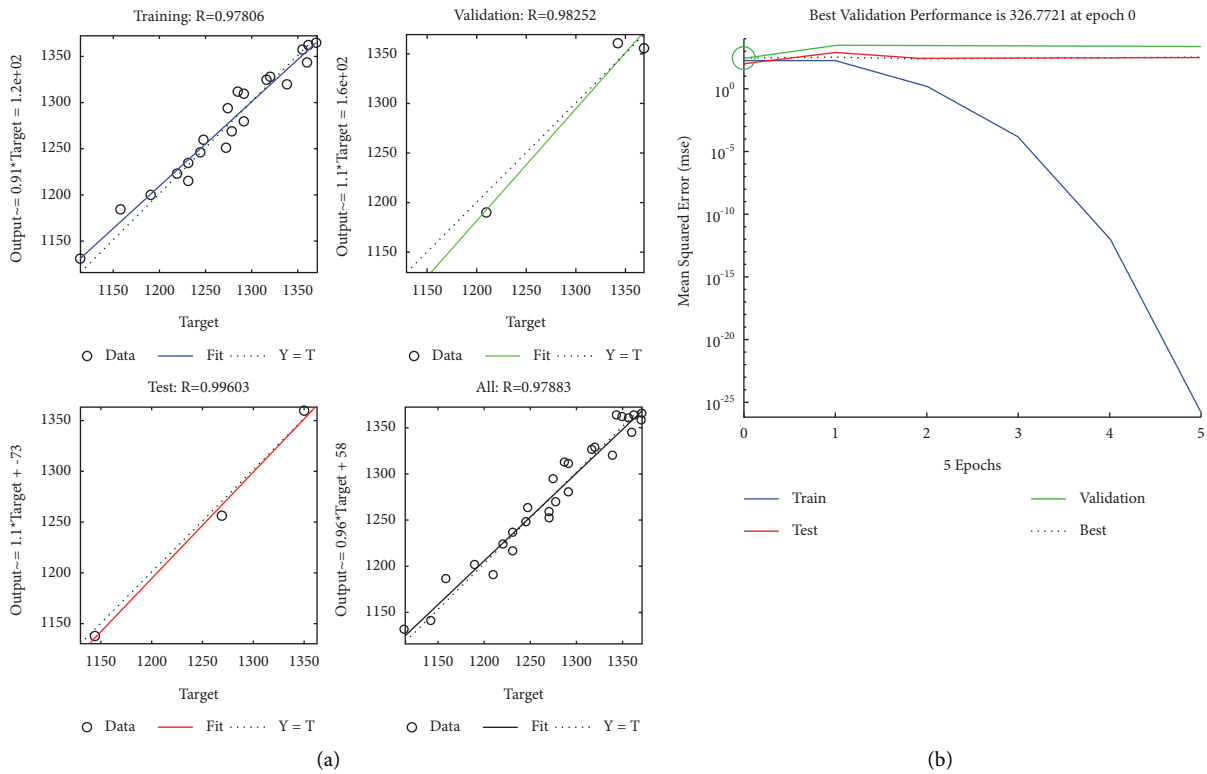 Training: R=0.97806
Output~= 0.91*Target = 1.2e+02
1350
1300
1250
1200
1150
1150 1200 1250 1300 1350
Target
Data Fit Y = T
Validation: R=0.98252
Output~= 1.1*Target = 1.6e+02
1350
1300
1250
1200
1150
1150 1200 1250 1300 1350
Target
Data Fit Y = T
Test: R=0.99603
Output~= 1.1*Target + -73
1350
1300
1250
1200
1150
1150 1200 1250 1300 1350
Target
Data Fit Y = T
All: R=0.97883
Output~= 0.96*Target + 58
1350
1300
1250
1200
1150
1150 1200 1250 1300 1350
Target
Data Fit Y = T
(a)
Best Validation Performance is 326.7721 at epoch 0
Mean Squared Error (mse)
10^0
10^-5
10^-10
10^-15
10^-20
10^-25
0 1 2 3 4 5
5 Epochs
Train Validation
Test Best
(b)